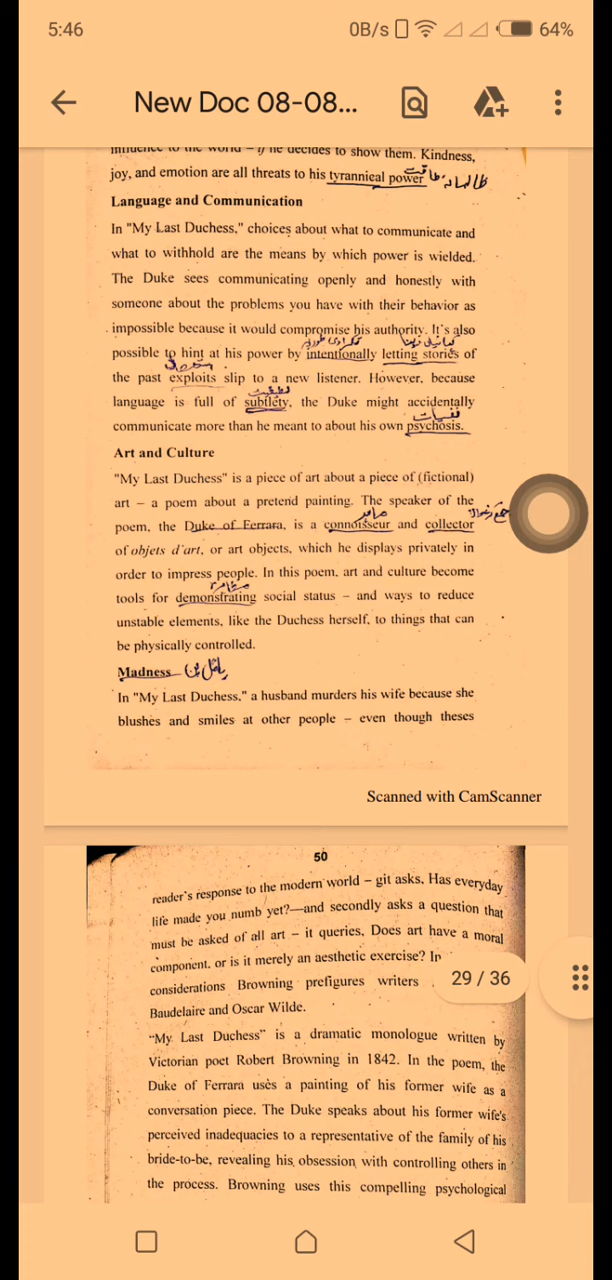 5:46
0B/s
64%
New Doc 08-08...
influence to the world – if he decides to show them. Kindness,
joy, and emotion are all threats to his tyrannical power
ظالمانہ طاقت
Language and Communication
In "My Last Duchess," choices about what to communicate and
what to withhold are the means by which power is wielded.
The Duke sees communicating openly and honestly with
someone about the problems you have with their behavior as
impossible because it would compromise his authority. It's also
possible to hint at his power by intentionally letting stories of
the past exploits slip to a new listener. However, because
language is full of subtlety, the Duke might accidentally
نفسیات
communicate more than he meant to about his own psychosis.
Art and Culture
"My Last Duchess" is a piece of art about a piece of (fictional)
art – a poem about a pretend painting. The speaker of the
ماہر
poem, the Duke of Ferrara, is a connoisseur and collector
of objets d'art, or art objects, which he displays privately in
order to impress people. In this poem, art and culture become
tools for demonstrating social status – and ways to reduce
unstable elements, like the Duchess herself, to things that can
be physically controlled.
Madness پاگل پن
In "My Last Duchess." a husband murders his wife because she
blushes and smiles at other people – even though theses
Scanned with CamScanner
50
reader's response to the modern world – git asks, Has everyday
life made you numb yet?—and secondly asks a question that
must be asked of all art – it queries, Does art have a moral
component, or is it merely an aesthetic exercise? In
considerations Browning prefigures writers
29 / 36
Baudelaire and Oscar Wilde.
"My Last Duchess" is a dramatic monologue written by
Victorian poet Robert Browning in 1842. In the poem, the
Duke of Ferrara uses a painting of his former wife as a
conversation piece. The Duke speaks about his former wife's
perceived inadequacies to a representative of the family of his
bride-to-be, revealing his obsession with controlling others in
the process. Browning uses this compelling psychological